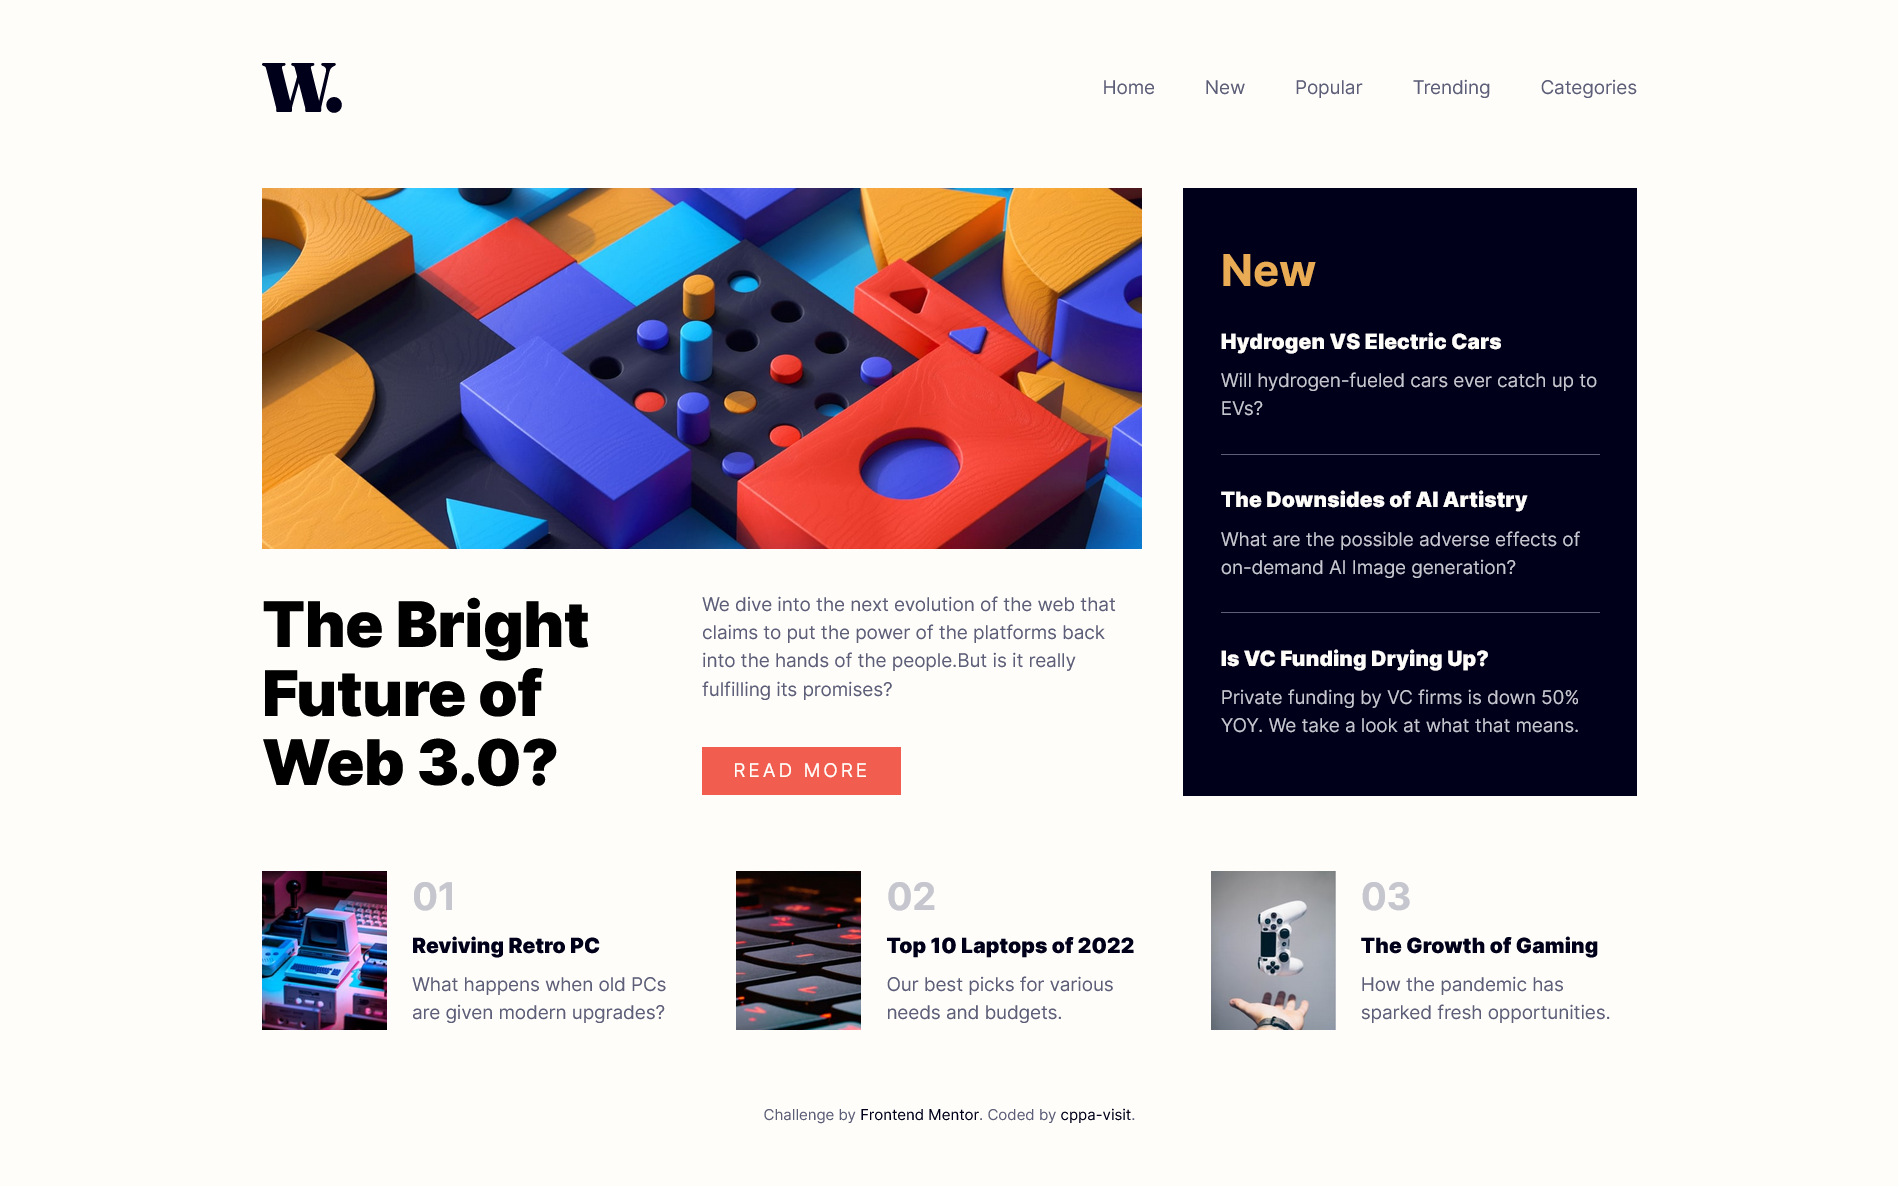 W.
Home New Popular Trending Categories
The Bright
Future of
Web 3.0?
We dive into the next evolution of the web that
claims to put the power of the platforms back
into the hands of the people.But is it really
fulfilling its promises?
READ MORE
New
Hydrogen VS Electric Cars
Will hydrogen-fueled cars ever catch up to
EVs?
The Downsides of AI Artistry
What are the possible adverse effects of
on-demand AI Image generation?
Is VC Funding Drying Up?
Private funding by VC firms is down 50%
YOY. We take a look at what that means.
01
Reviving Retro PC
What happens when old PCs
are given modern upgrades?
02
Top 10 Laptops of 2022
Our best picks for various
needs and budgets.
03
The Growth of Gaming
How the pandemic has
sparked fresh opportunities.
Challenge by Frontend Mentor. Coded by cppa-visit.